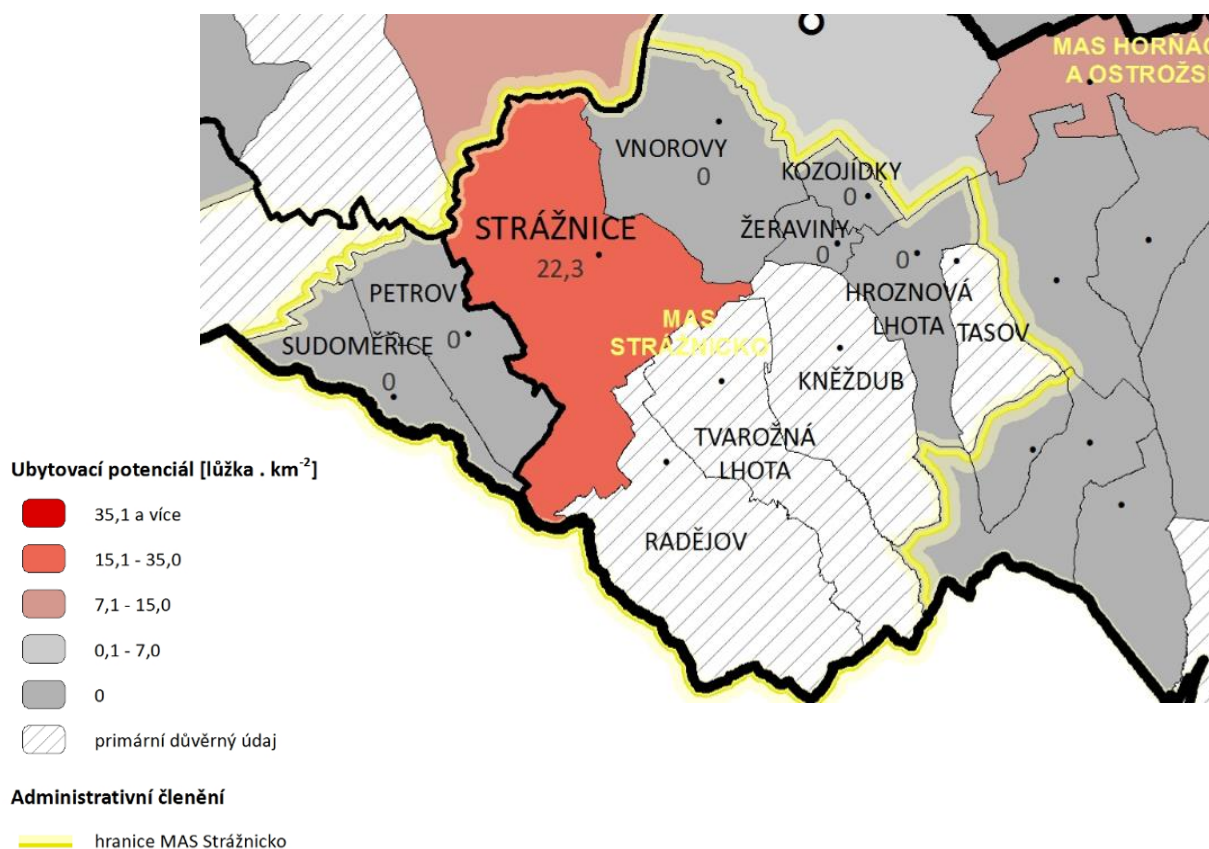 MAS HORŇÁC
A OSTROŽS
VNOROVY
0
KOZOJÍDKY
0
STRÁŽNICE
22,3
ŽERAVINY
0
0
HROZNOVÁ
LHOTA
TASOV
PETROV
0
SUDOMĚŘICE
0
MAS
STRÁŽNICKO
KNĚŽDUB
TVAROŽNÁ
LHOTA
RADĚJOV
Ubytovací potenciál [lůžka . km-2]
35,1 a více
15,1 - 35,0
7,1 - 15,0
0,1 - 7,0
0
primární důvěrný údaj
Administrativní členění
hranice MAS Strážnicko